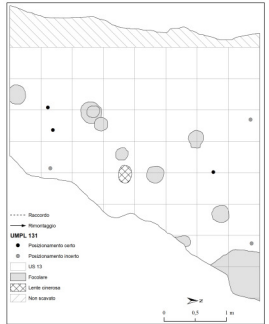 Raccordo
Rimontaggio
UMPL 131
Posizionamento certo
Posizionamento incerto
US 13
Focolare
Lente cinerosa
Non scavato
N
0 0,5 1 m